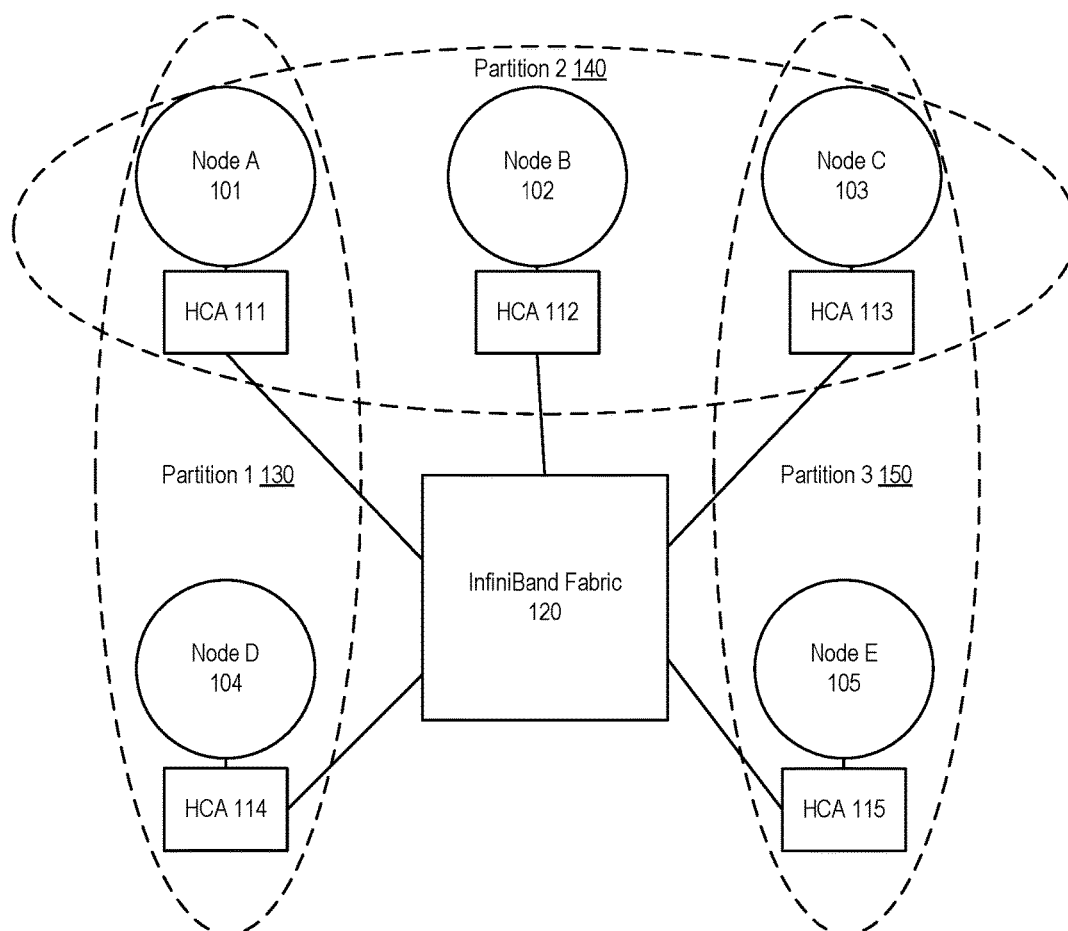 Partition 2 140
Node A
101
Node B
102
Node C
103
HCA 111
HCA 112
HCA 113
Partition 1 130
Partition 3 150
InfiniBand Fabric
120
Node D
104
Node E
105
HCA 114
HCA 115